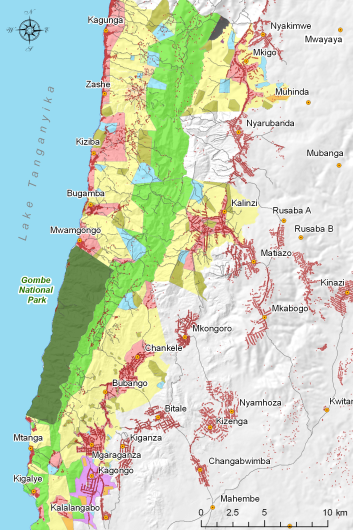 Kagunga
Nyakimwe
Mwayaya
Mkigo
Zashe
Muhinda
Nyarubanda
Kiziba
Mubanga
Lake Tanganyika
Bugamba
Kalinzi
Rusaba A
Rusaba B
Mwamgongo
Matiazo
Gombe
National
Park
Kinazi
Mkabogo
Mkongoro
Chankele
Bubango
Bitale
Nyamhoza
Kwitar
Mtanga
Kiganza
Kizenga
Mgaraganza
Kigalye
Kagongo
Changabwimba
Kalalangabo
Mahembe
0 2.5 5 10 km